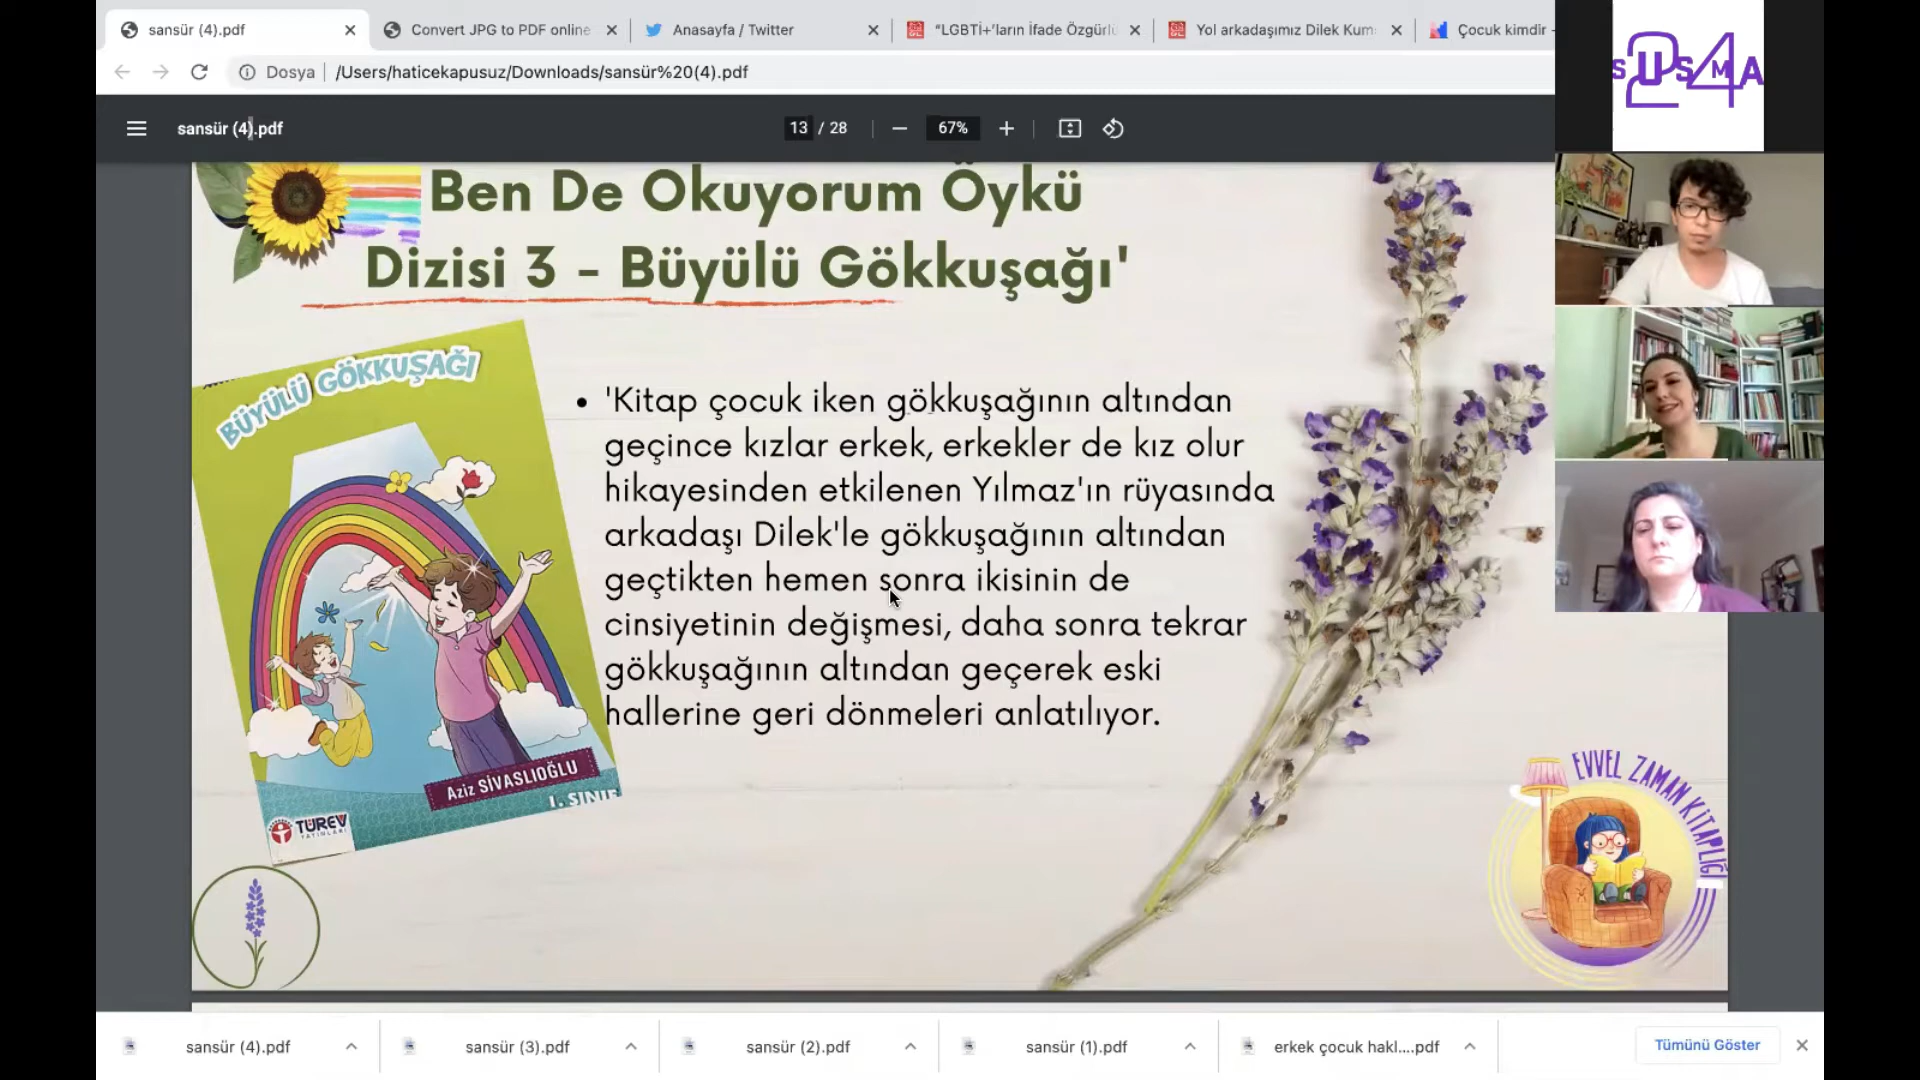 sansür (4).pdf
Convert JPG to PDF online
Anasayfa / Twitter
"LGBTİ+'ların İfade Özgürlü
Yol arkadaşımız Dilek Kum
Çocuk kimdir -
Dosya
/Users/haticekapusuz/Downloads/sansür%20(4).pdf
sansür (4).pdf
13 / 28
67%
SUSMA
24
Ben De Okuyorum Öykü
Dizisi 3 - Büyülü Gökkuşağı'
BÜYÜLÜ GÖKKUŞAĞI
• 'Kitap çocuk iken gökkuşağının altından
geçince kızlar erkek, erkekler de kız olur
hikayesinden etkilenen Yılmaz'ın rüyasında
arkadaşı Dilek'le gökkuşağının altından
geçtikten hemen sonra ikisinin de
cinsiyetinin değişmesi, daha sonra tekrar
gökkuşağının altından geçerek eski
hallerine geri dönmeleri anlatılıyor.
Aziz SİVASLIOĞLU
1. SINIF
TÜREV
YAYINLARI
EVVEL ZAMAN KİTAPLIĞI
sansür (4).pdf
sansür (3).pdf
sansür (2).pdf
sansür (1).pdf
erkek çocuk hakl....pdf
Tümünü Göster